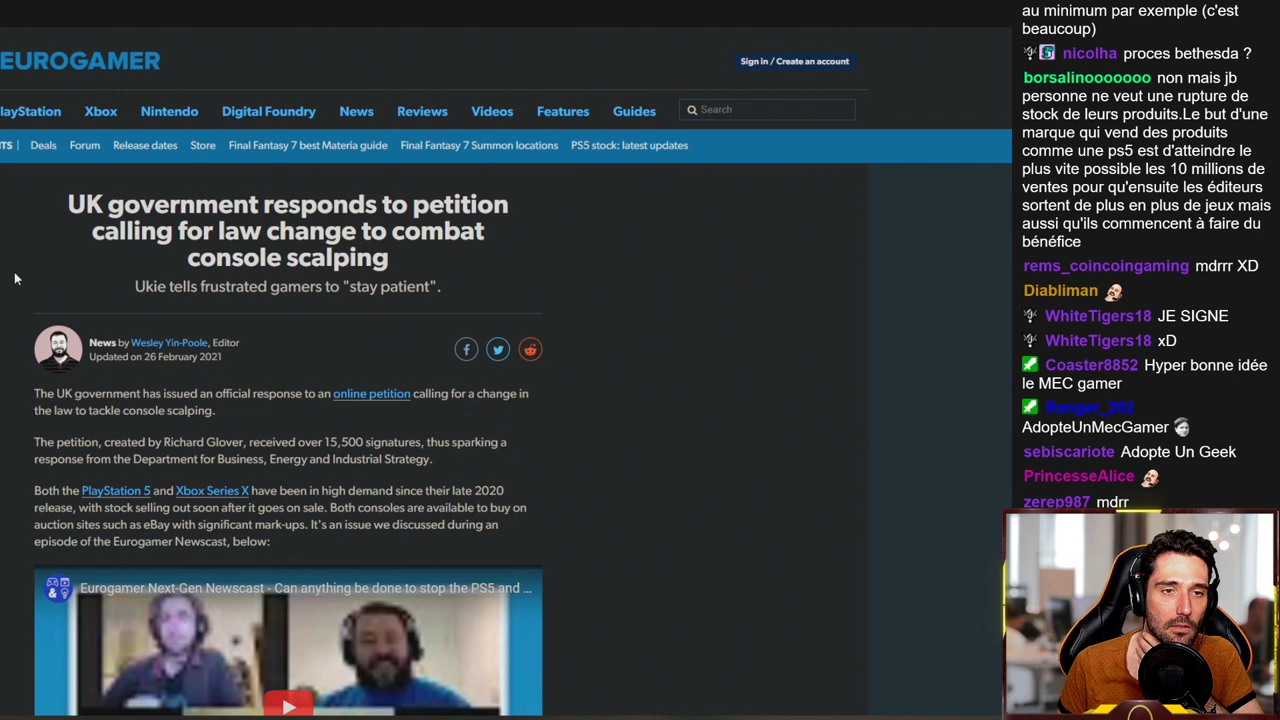 EUROGAMER
Sign in / Create an account
layStation Xbox Nintendo Digital Foundry News Reviews Videos Features Guides
Search
TS | Deals Forum Release dates Store Final Fantasy 7 best Materia guide Final Fantasy 7 Summon locations PS5 stock: latest updates
UK government responds to petition
calling for law change to combat
console scalping
Ukie tells frustrated gamers to "stay patient".
News by Wesley Yin-Poole, Editor
Updated on 26 February 2021
The UK government has issued an official response to an online petition calling for a change in
the law to tackle console scalping.
The petition, created by Richard Glover, received over 15,500 signatures, thus sparking a
response from the Department for Business, Energy and Industrial Strategy.
Both the PlayStation 5 and Xbox Series X have been in high demand since their late 2020
release, with stock selling out soon after it goes on sale. Both consoles are available to buy on
auction sites such as eBay with significant mark-ups. It's an issue we discussed during an
episode of the Eurogamer Newscast, below:
Eurogamer Next-Gen Newscast - Can anything be done to stop the PS5 and ...
au minimum par exemple (c'est
beaucoup)
nicolha proces bethesda ?
borsalinooooooo non mais jb
personne ne veut une rupture de
stock de leurs produits.Le but d'une
marque qui vend des produits
comme une ps5 est d'atteindre le
plus vite possible les 10 millions de
ventes pour qu'ensuite les éditeurs
sortent de plus en plus de jeux mais
aussi qu'ils commencent à faire du
bénéfice
rems_coincoingaming mdrrr XD
Diabliman
WhiteTigers18 JE SIGNE
WhiteTigers18 xD
Coaster8852 Hyper bonne idée
le MEC gamer
Ranger_202
AdopteUnMecGamer
sebiscariote Adopte Un Geek
PrincesseAlice
zerep987 mdrr